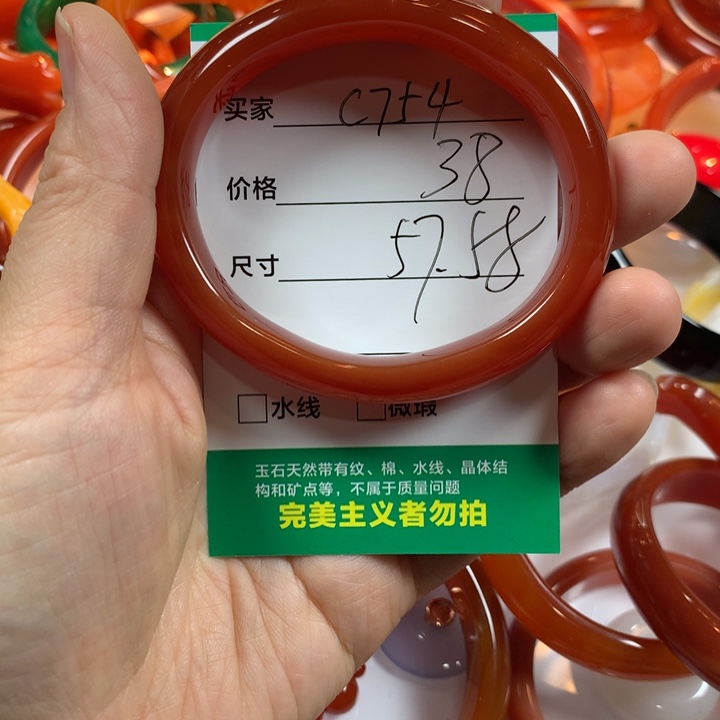 买家 C754
价格 38
尺寸 57.58
水线 微瑕
玉石天然带有纹、棉、水线、晶体结
构和矿点等，不属于质量问题
完美主义者勿拍